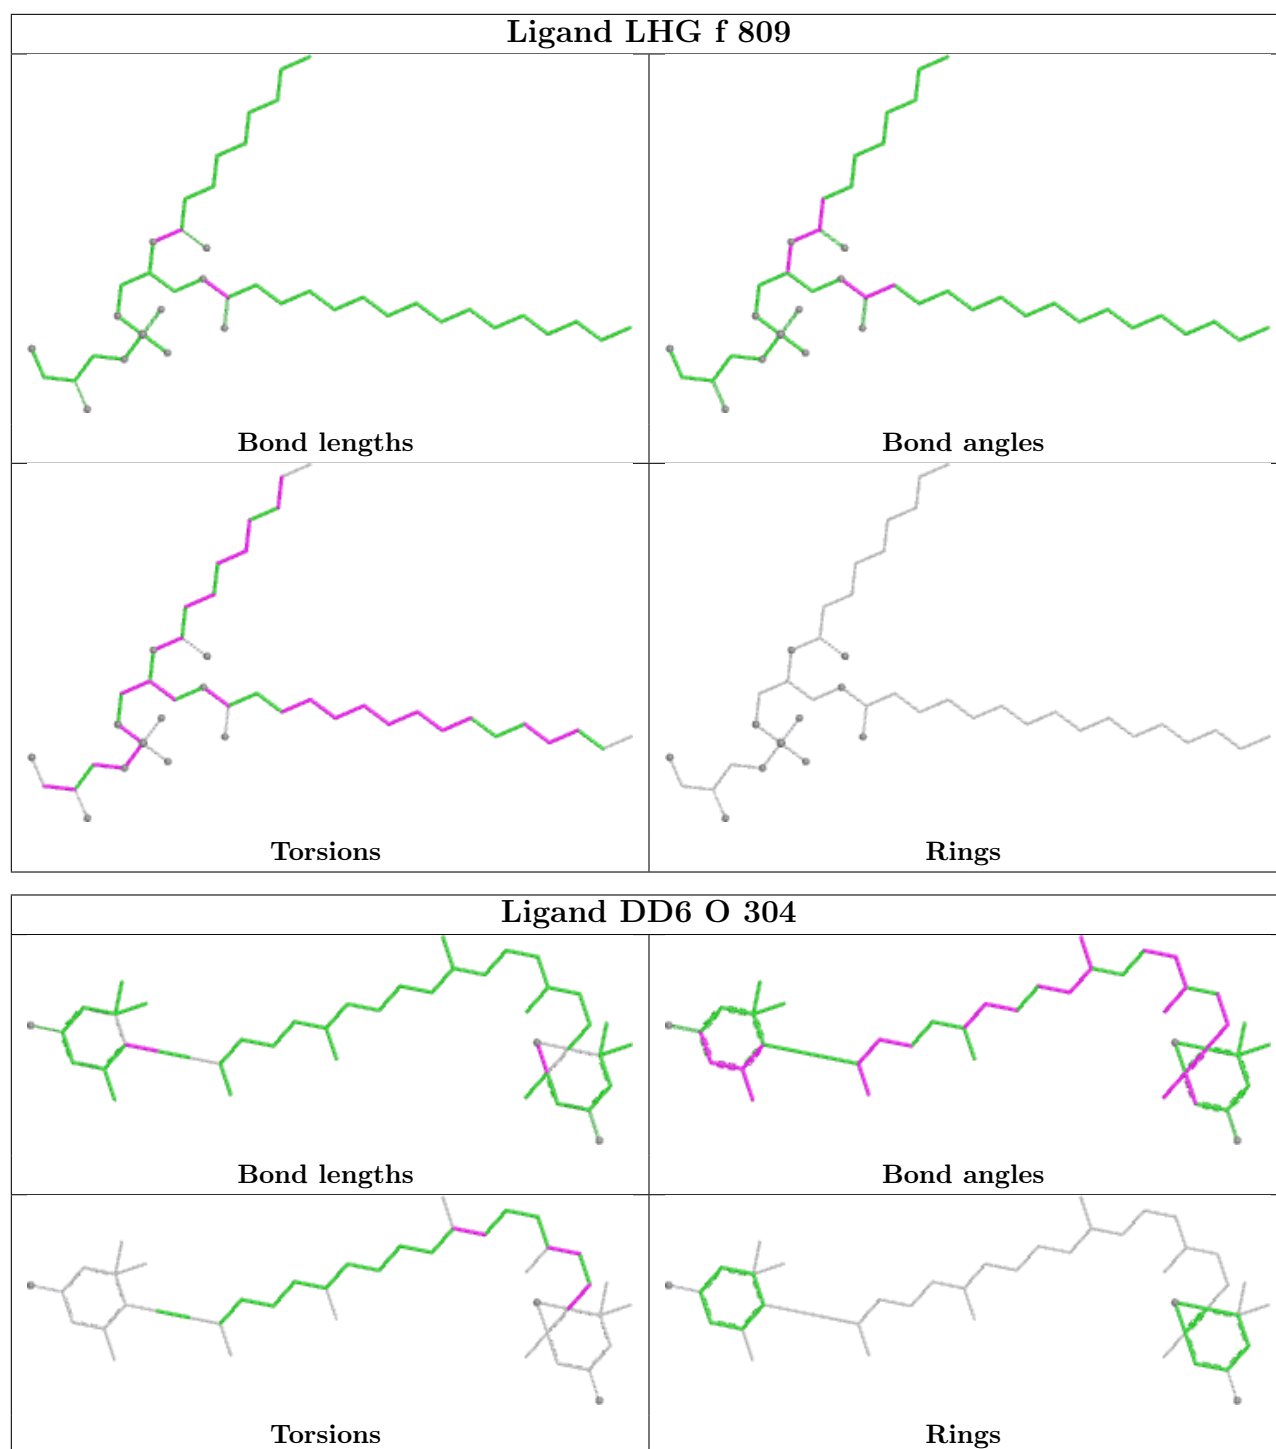 Ligand LHG f 809
Bond lengths
Bond angles
Torsions
Rings
Ligand DD6 O 304
Bond lengths
Bond angles
Torsions
Rings